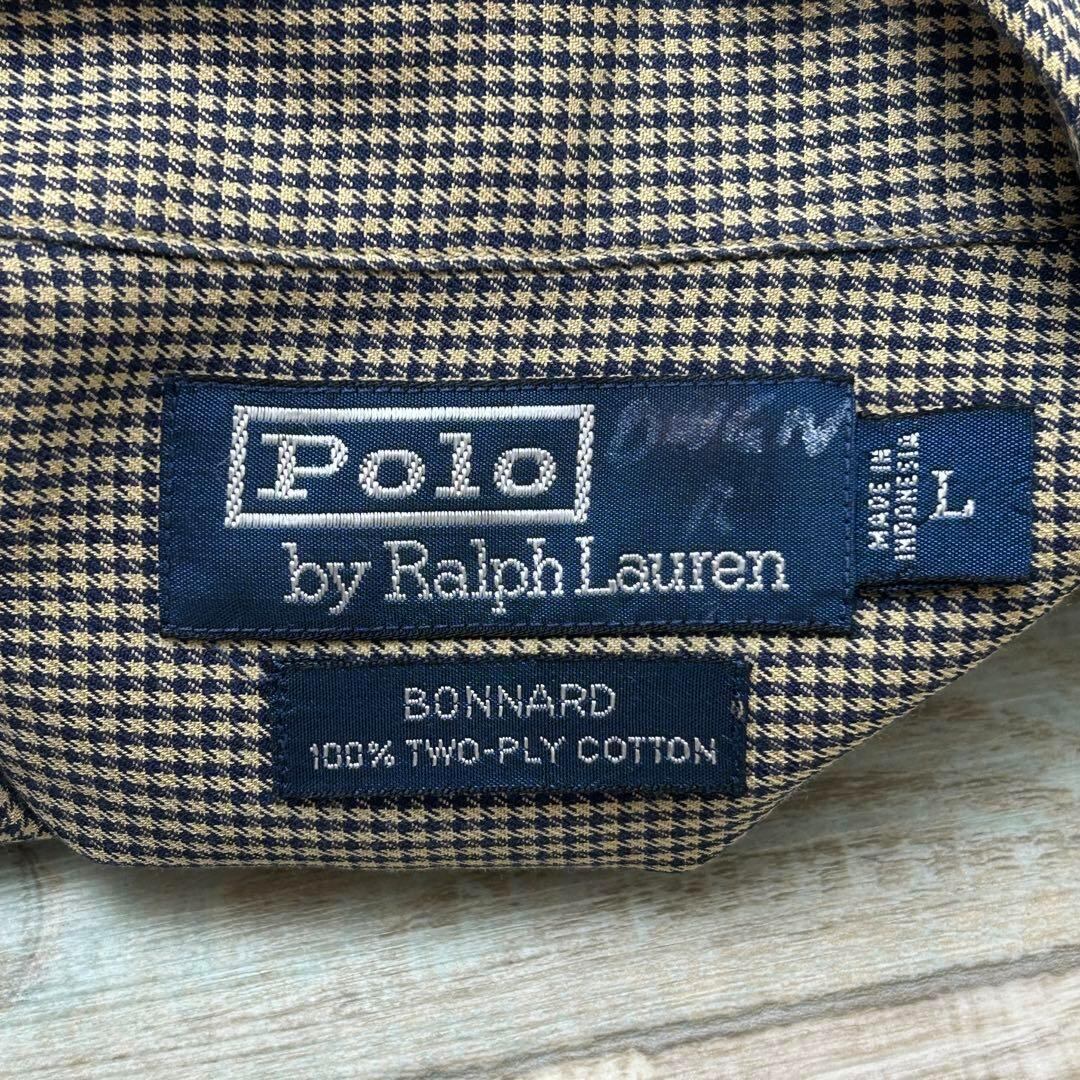 Polo
by Ralph Lauren
MADE IN
INDONESIA
L
BONNARD
100% TWO-PLY COTTON